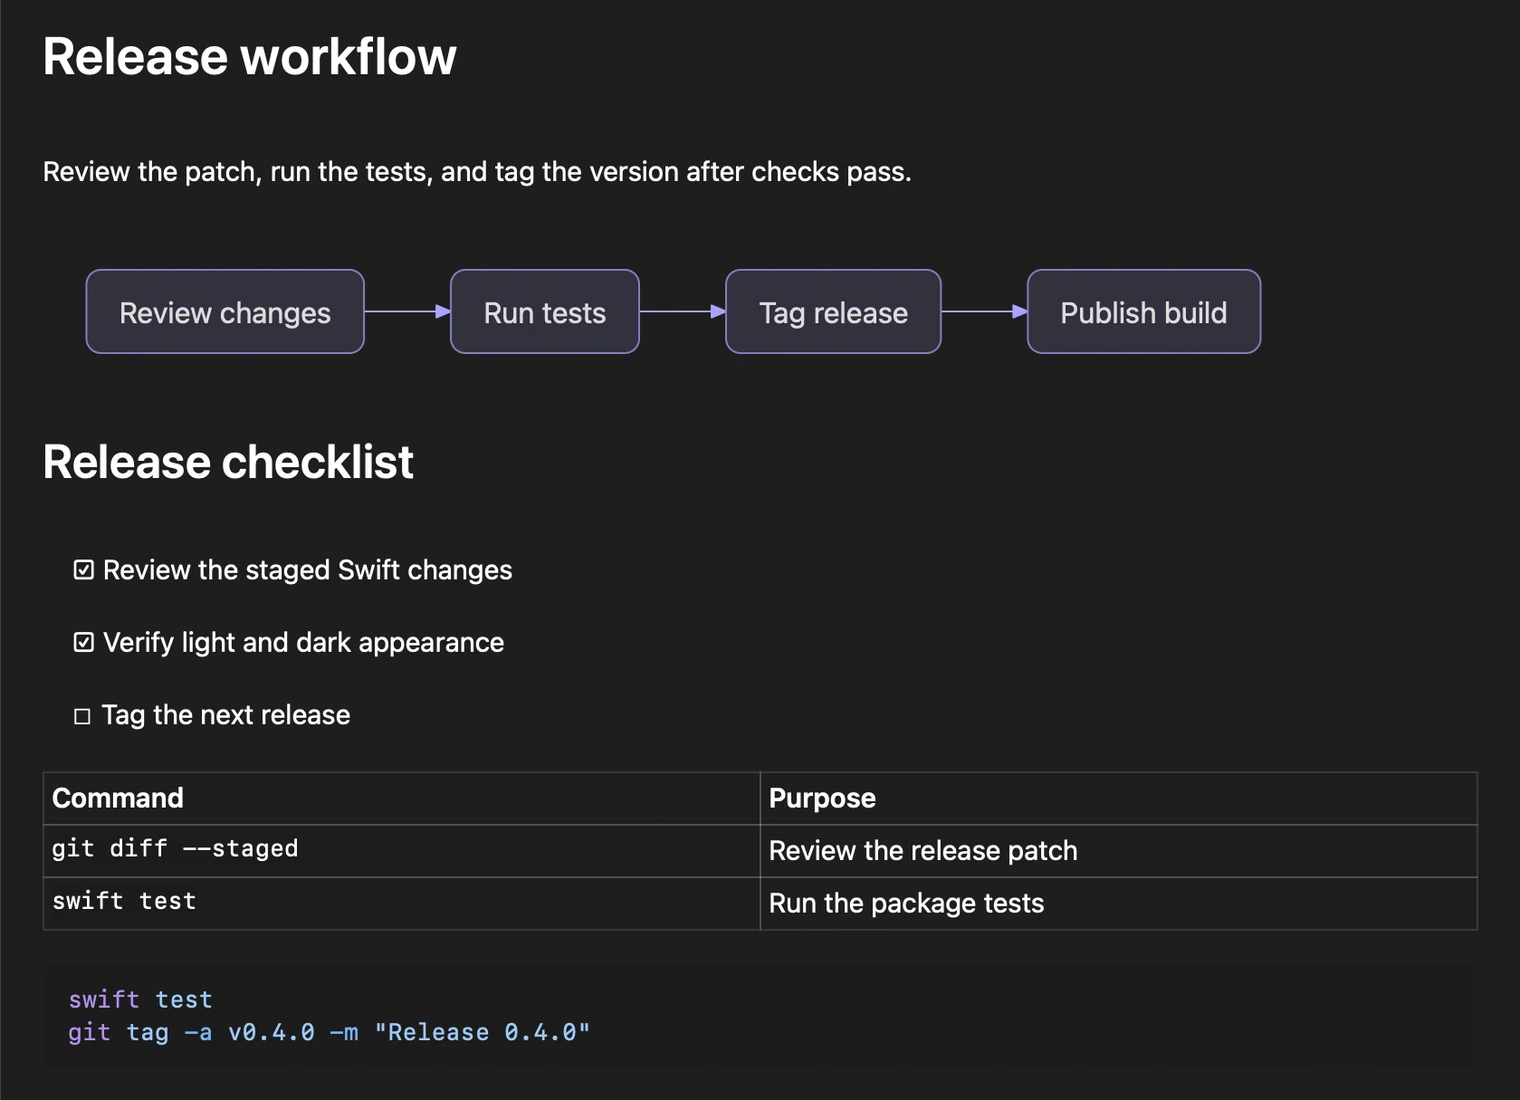 Release workflow
Review the patch, run the tests, and tag the version after checks pass.
Review changes
Run tests
Tag release
Publish build
Release checklist
Review the staged Swift changes
Verify light and dark appearance
Tag the next release
Command Purpose
git diff --staged Review the release patch
swift test Run the package tests
swift test
git tag -a v0.4.0 -m "Release 0.4.0"